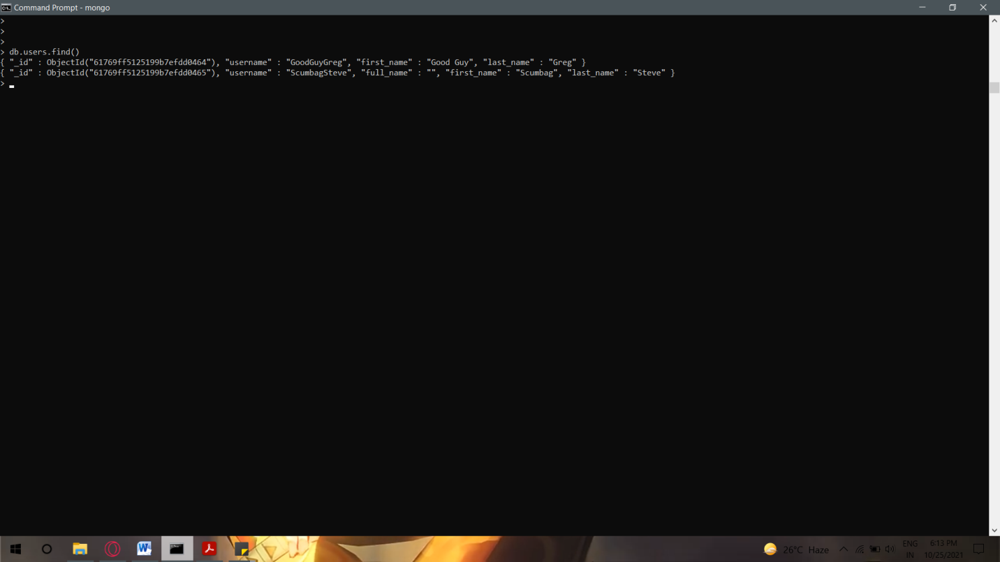 Command Prompt - mongo
>
>
>
> db.users.find()
{ "_id" : ObjectId("61769ff5125199b7efdd0464"), "username" : "GoodGuyGreg", "first_name" : "Good Guy", "last_name" : "Greg" }
{ "_id" : ObjectId("61769ff5125199b7efdd0465"), "username" : "ScumbagSteve", "full_name" : "", "first_name" : "Scumbag", "last_name" : "Steve" }
>
26°C Haze
ENG
IN
6:13 PM
10/25/2021